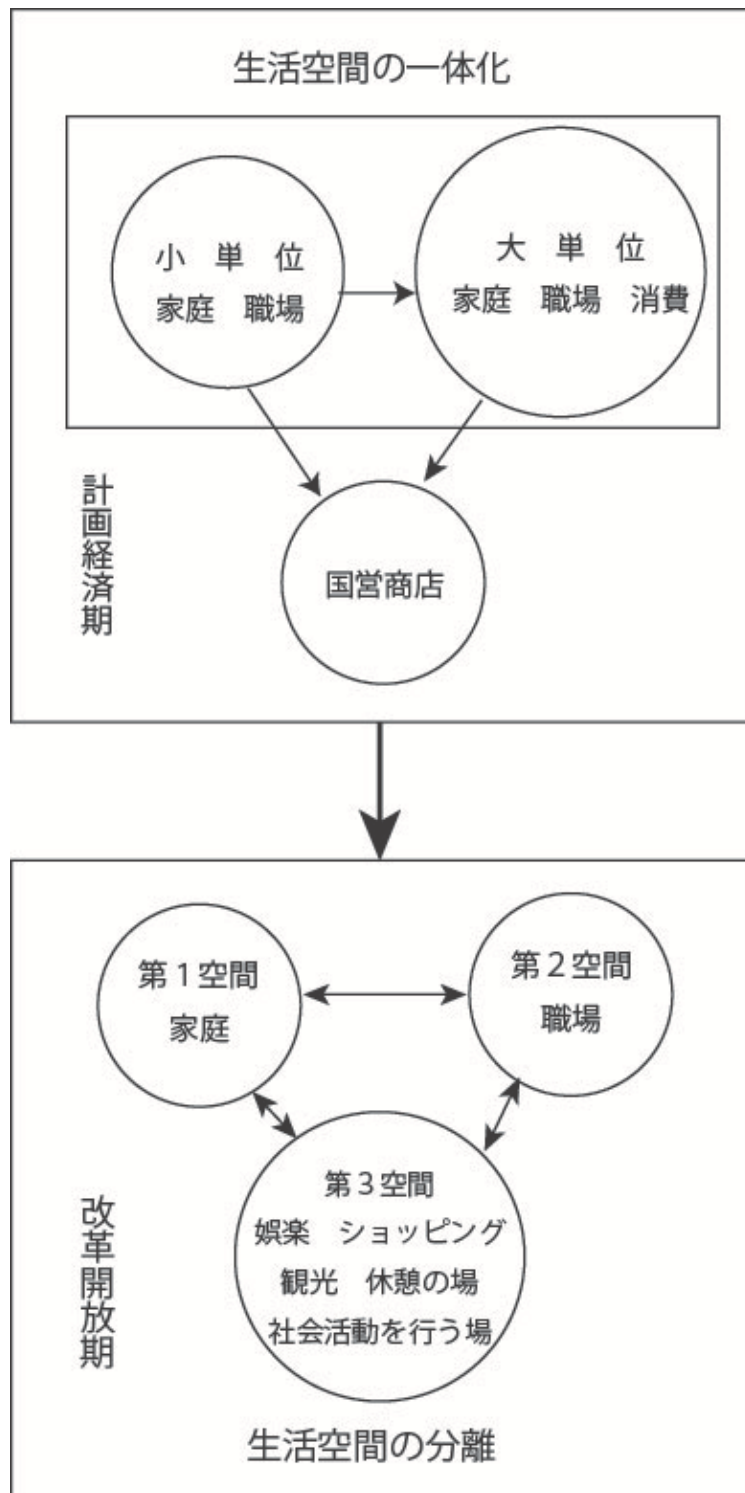 生活空間の一体化
小　単　位
家庭　職場
大　単　位
家庭　職場　消費
計画経済期
国営商店
第１空間
家庭
第２空間
職場
第３空間
娯楽　ショッピング
観光　休憩の場
社会活動を行う場
改革開放期
生活空間の分離